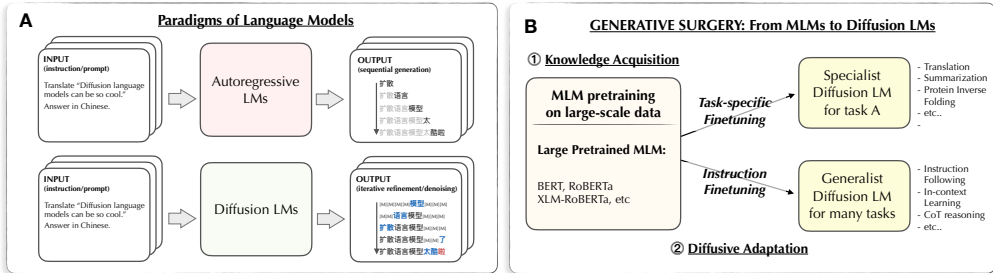 A
Paradigms of Language Models
INPUT
(instruction/prompt)
Translate "Diffusion language
models can be so cool."
Answer in Chinese.
Autoregressive
LMs
OUTPUT
(sequential generation)
扩散
扩散语言
扩散语言模型
扩散语言模型太
扩散语言模型太酷啦
INPUT
(instruction/prompt)
Translate "Diffusion language
models can be so cool."
Answer in Chinese.
Diffusion LMs
OUTPUT
(iterative refinement/denoising)
[M][M][M][M]模型[M][M][M]
[M][M]语言模型[M][M][M]
扩散语言模型[M][M][M]
扩散语言模型[M][M]了
扩散语言模型太酷啦
B
GENERATIVE SURGERY: From MLMs to Diffusion LMs
① Knowledge Acquisition
MLM pretraining
on large-scale data
Large Pretrained MLM:
BERT, RoBERTa
XLM-RoBERTa, etc
Task-specific
Finetuning
Instruction
Finetuning
Specialist
Diffusion LM
for task A
- Translation
- Summarization
- Protein Inverse
Folding
- etc..
-
Generalist
Diffusion LM
for many tasks
- Instruction
Following
- In-context
Learning
- CoT reasoning
- etc..
② Diffusive Adaptation